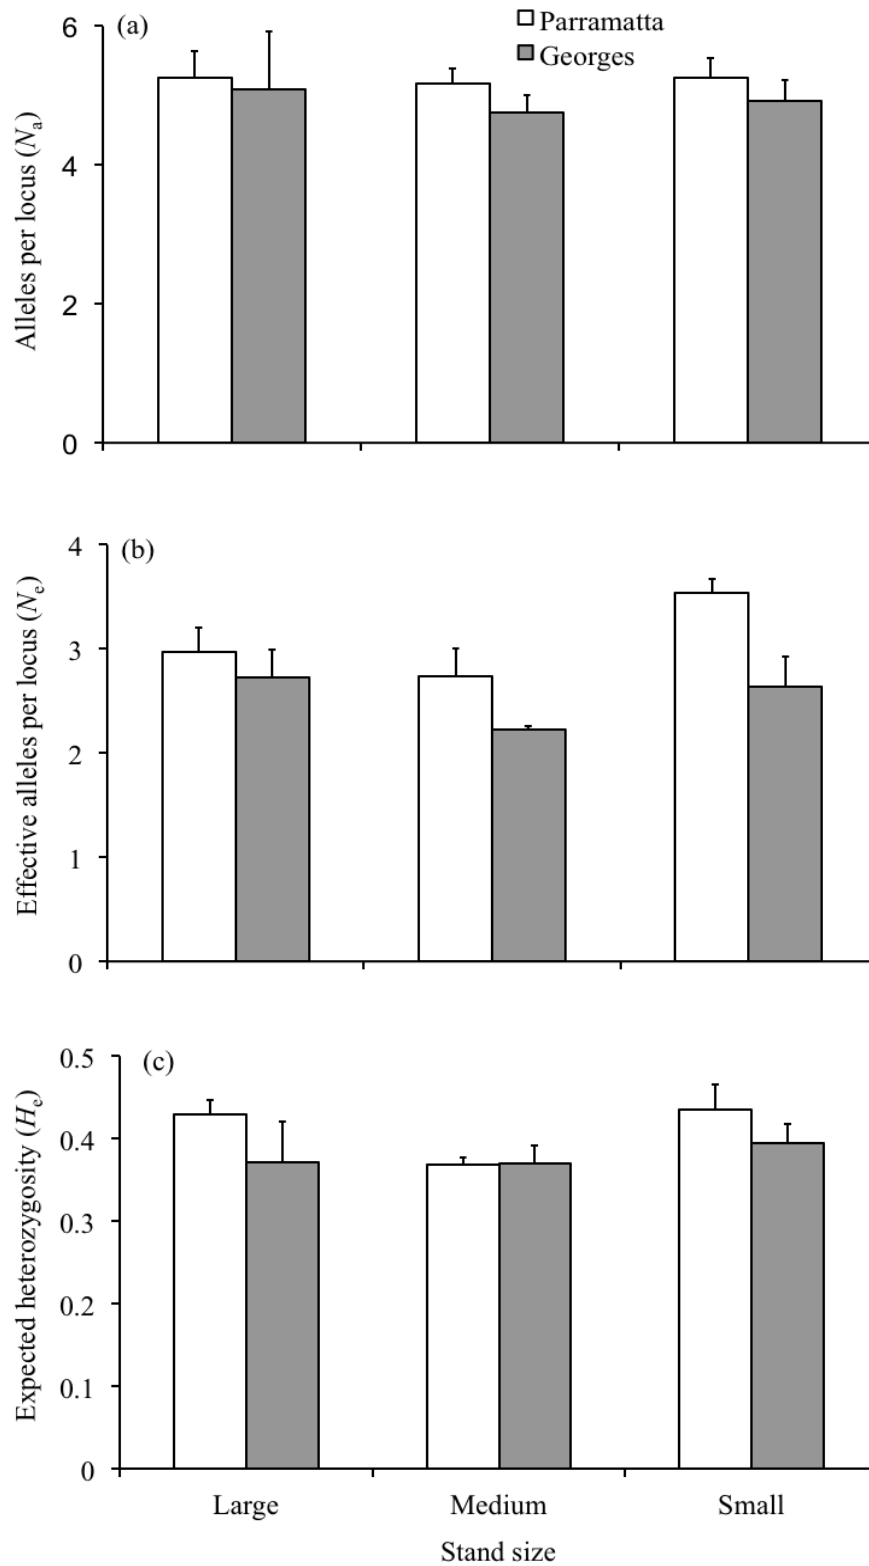 (a)
Parramatta
Georges
Alleles per locus (Na)
6
4
2
0
(b)
Effective alleles per locus (Ne)
4
3
2
1
0
(c)
Expected heterozygosity (He)
0.5
0.4
0.3
0.2
0.1
0
Large Medium Small
Stand size